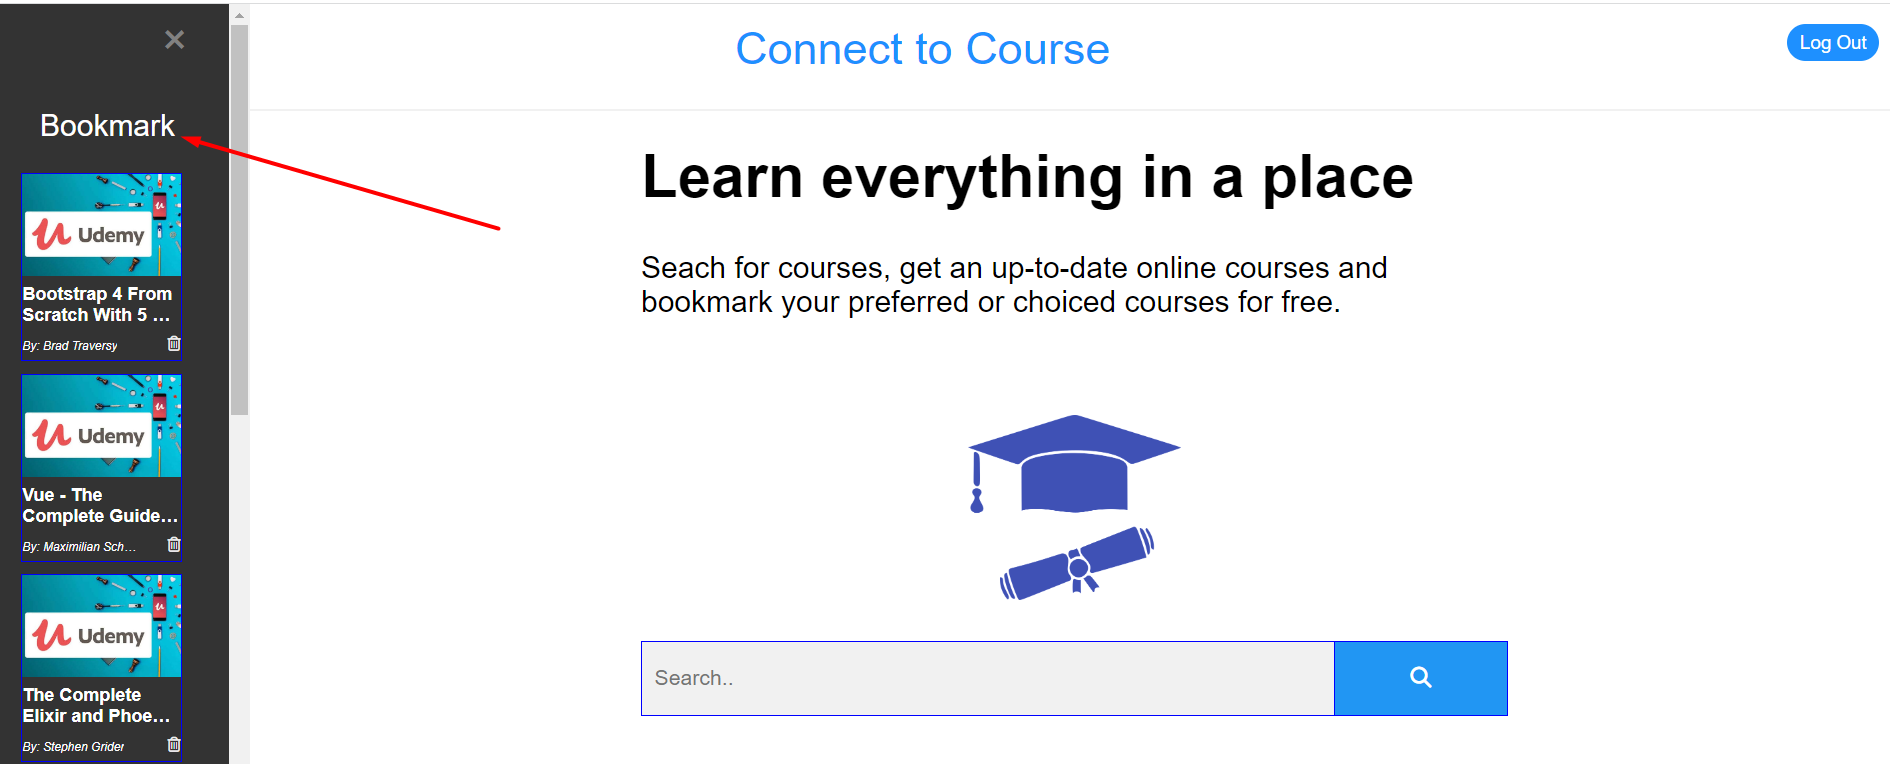 ×
Bookmark
Udemy
Bootstrap 4 From
Scratch With 5 ...
By: Brad Traversy
Udemy
Vue - The
Complete Guide...
By: Maximilian Sch...
Udemy
The Complete
Elixir and Phoe...
By: Stephen Grider
Connect to Course
Log Out
Learn everything in a place
Seach for courses, get an up-to-date online courses and
bookmark your preferred or choiced courses for free.
Search..